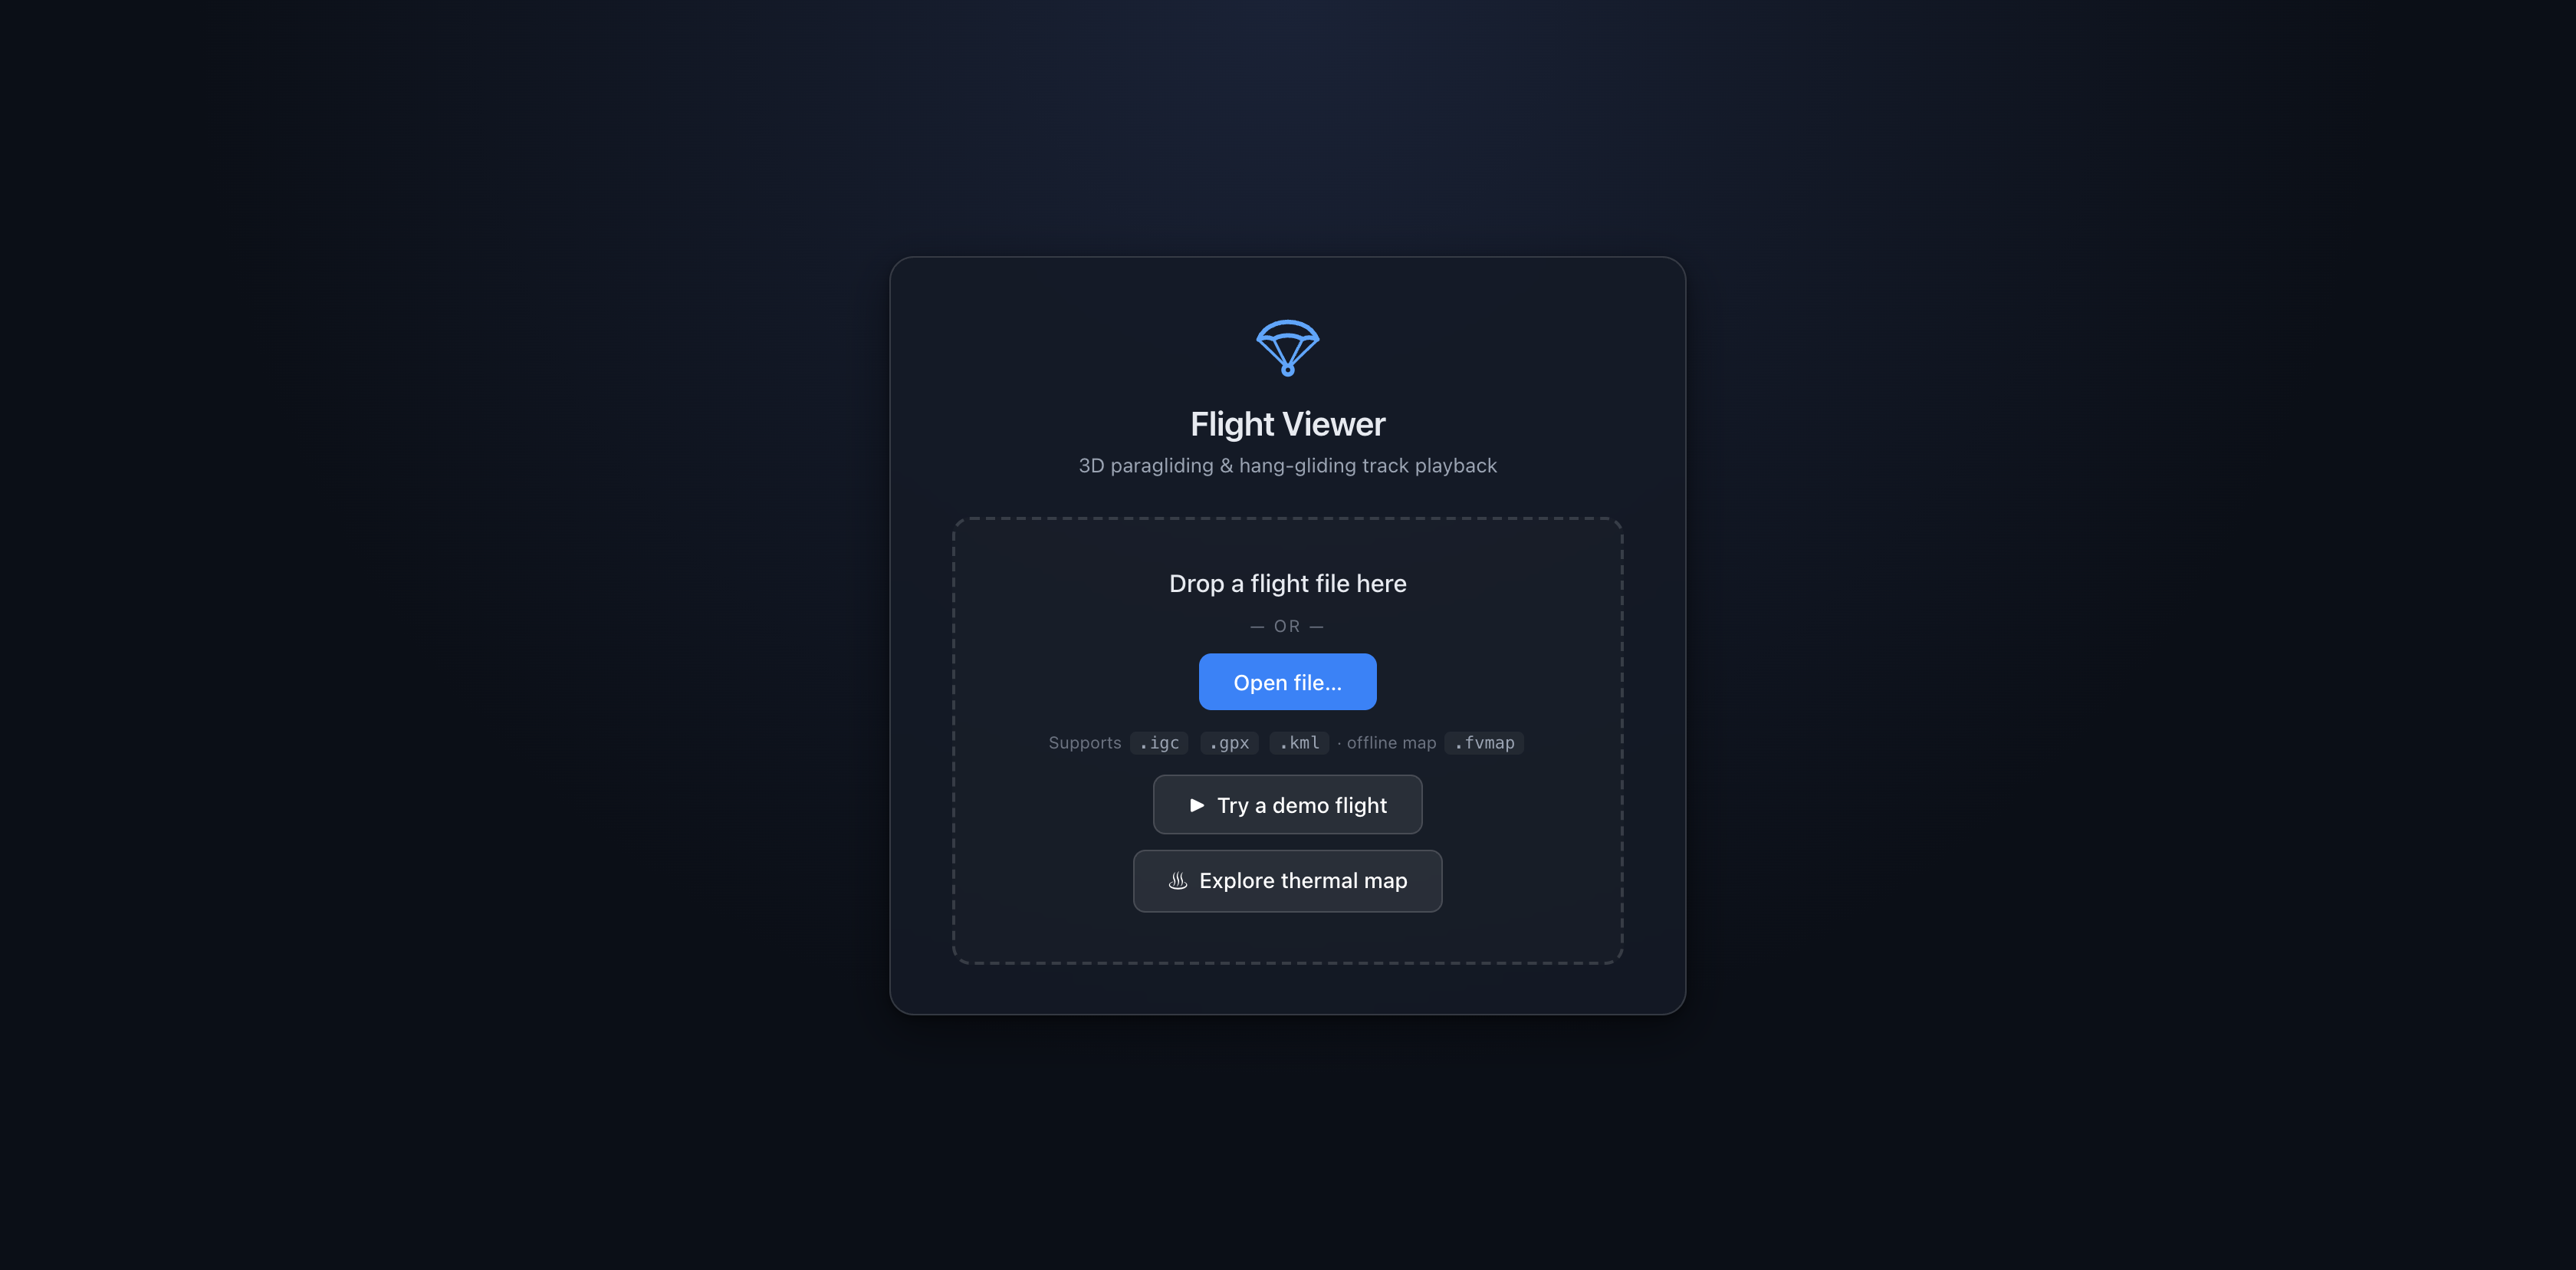 Flight Viewer
3D paragliding & hang-gliding track playback
Drop a flight file here
— OR —
Open file...
Supports .igc .gpx .kml · offline map .fvmap
▶ Try a demo flight
♨ Explore thermal map